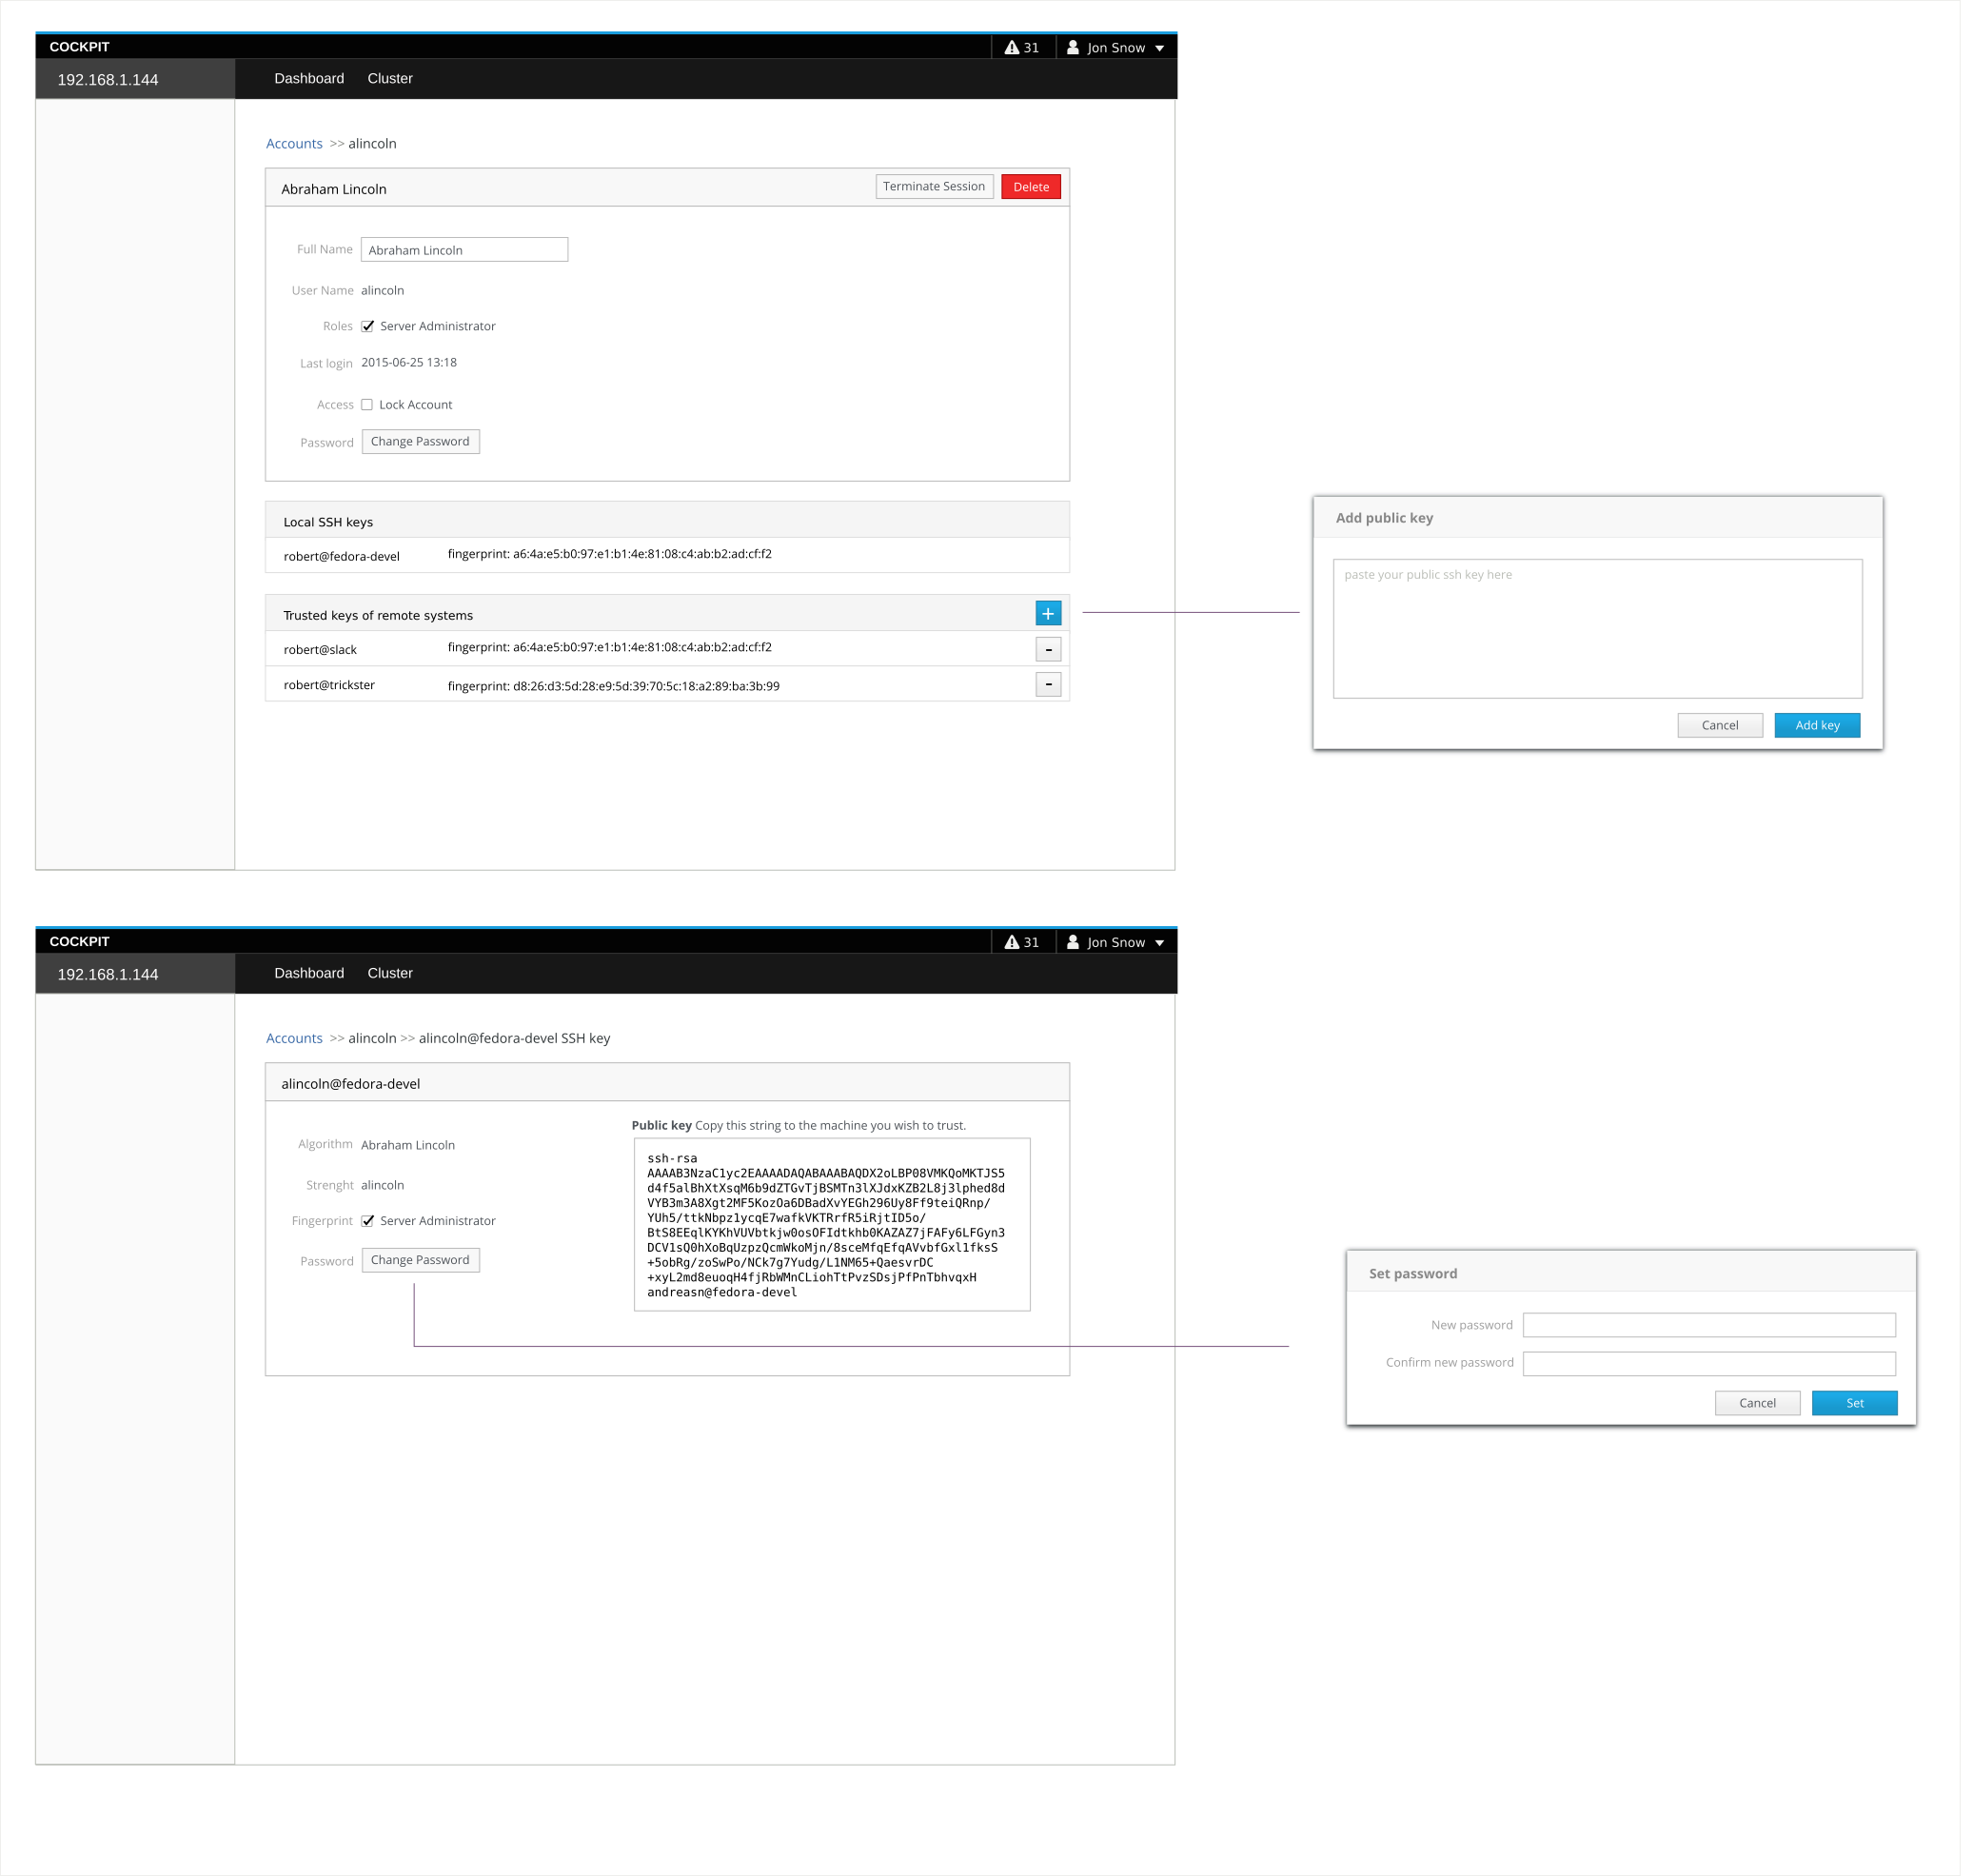 COCKPIT
31 Jon Snow
192.168.1.144 Dashboard Cluster
Accounts >> alincoln
Abraham Lincoln Terminate Session Delete
Full Name Abraham Lincoln
User Name alincoln
Roles Server Administrator
Last login 2015-06-25 13:18
Access Lock Account
Password Change Password
Local SSH keys
robert@fedora-devel fingerprint: a6:4a:e5:b0:97:e1:b1:4e:81:08:c4:ab:b2:ad:cf:f2
Trusted keys of remote systems +
robert@slack fingerprint: a6:4a:e5:b0:97:e1:b1:4e:81:08:c4:ab:b2:ad:cf:f2 -
robert@trickster fingerprint: d8:26:d3:5d:28:e9:5d:39:70:5c:18:a2:89:ba:3b:99 -
Add public key
paste your public ssh key here
Cancel Add key
COCKPIT
31 Jon Snow
192.168.1.144 Dashboard Cluster
Accounts >> alincoln >> alincoln@fedora-devel SSH key
alincoln@fedora-devel
Algorithm Abraham Lincoln
Strenght alincoln
Fingerprint Server Administrator
Password Change Password
Public key Copy this string to the machine you wish to trust.
ssh-rsa
AAAAB3NzaC1yc2EAAAADAQABAAABAQDX2oLBP08VMKQoMKTJS5
d4f5alBhXtXsqM6b9dZTGvTjBSMTn3lXJdxKZB2L8j3lphed8d
VYB3m3A8Xgt2MF5KozOa6DBadXvYEGh296Uy8Ff9teiQRnp/
YUh5/ttkNbpz1ycqE7wafkVKTRrfR5iRjtID5o/
BtS8EEqlKYKhVUVbtkjw0osOFIdtkhb0KAZAZ7jFAFy6LFGyn3
DCV1sQ0hXoBqUzpzQcmWkoMjn/8sceMfqEfqAVvbfGxl1fksS
+5obRg/zoSwPo/NCk7g7Yudg/L1NM65+QaesvrDC
+xyL2md8euoqH4fjRbWMnCLiohTtPvzSDsjPfPnTbhvqxH
andreasn@fedora-devel
Set password
New password
Confirm new password
Cancel Set